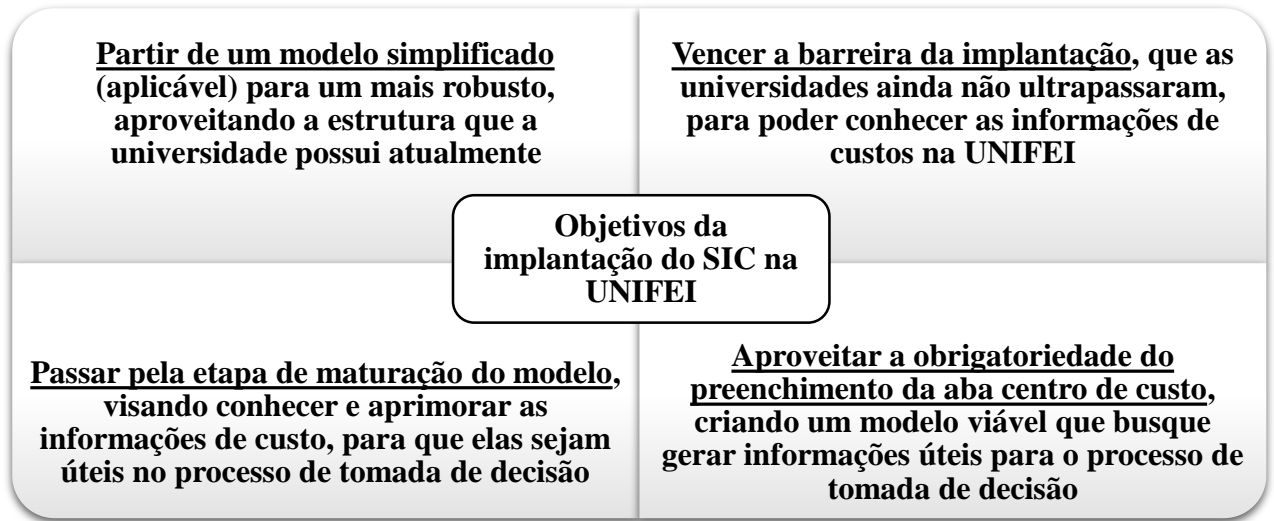 Partir de um modelo simplificado
(aplicável) para um mais robusto,
aproveitando a estrutura que a
universidade possui atualmente
Vencer a barreira da implantação, que as
universidades ainda não ultrapassaram,
para poder conhecer as informações de
custos na UNIFEI
Objetivos da
implantação do SIC na
UNIFEI
Passar pela etapa de maturação do modelo,
visando conhecer e aprimorar as
informações de custo, para que elas sejam
úteis no processo de tomada de decisão
Aproveitar a obrigatoriedade do
preenchimento da aba centro de custo,
criando um modelo viável que busque
gerar informações úteis para o processo de
tomada de decisão